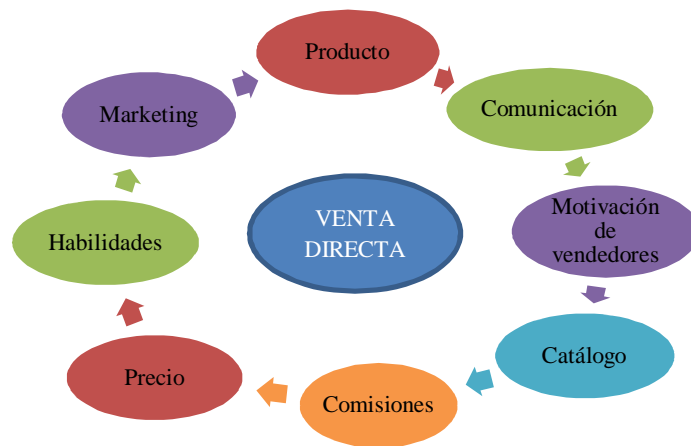 Producto
Comunicación
Motivación
de
vendedores
Catálogo
Comisiones
Precio
Habilidades
Marketing
VENTA
DIRECTA